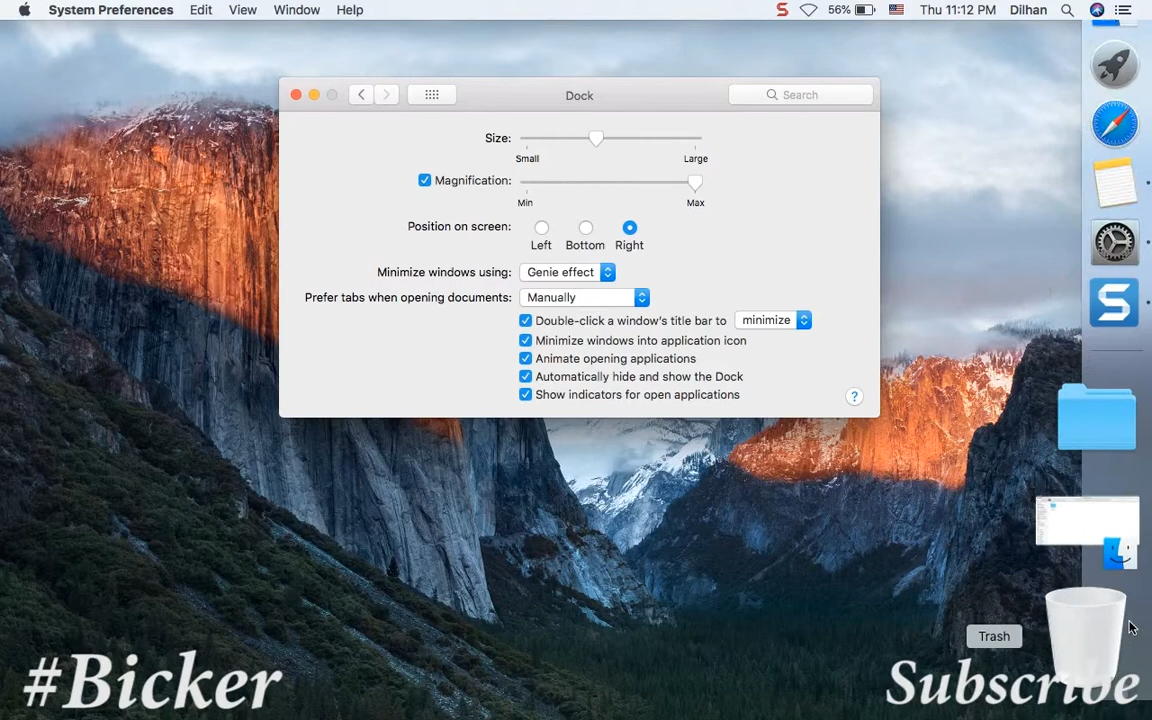 System Preferences Edit View Window Help S 56% Thu 11:12 PM Dilhan
Dock Search
Size:
Small Large
Magnification:
Min Max
Position on screen:
Left Bottom Right
Minimize windows using: Genie effect
Prefer tabs when opening documents: Manually
Double-click a window's title bar to minimize
Minimize windows into application icon
Animate opening applications
Automatically hide and show the Dock
Show indicators for open applications
?
S
Trash
#Bicker
Subscribe